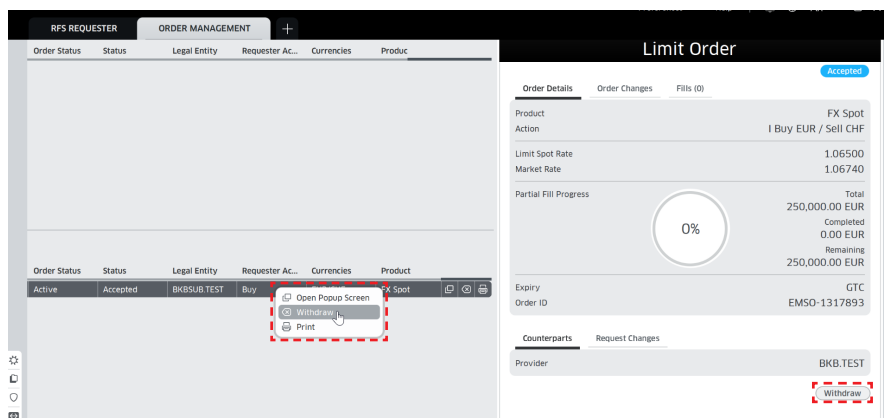 RFS REQUESTER ORDER MANAGEMENT
Order Status Status Legal Entity Requester Ac... Currencies Produc
Order Status Status Legal Entity Requester Ac... Currencies Product
Active Accepted BKBSUB.TEST Buy FX Spot
Open Popup Screen
Withdraw
Print
Limit Order
Accepted
Order Details Order Changes Fills (0)
Product FX Spot
Action I Buy EUR / Sell CHF
Limit Spot Rate 1.06500
Market Rate 1.06740
Partial Fill Progress Total
250,000.00 EUR
Completed
0% 0.00 EUR
Remaining
250,000.00 EUR
Expiry GTC
Order ID EMSO-1317893
Counterparts Request Changes
Provider BKB.TEST
Withdraw